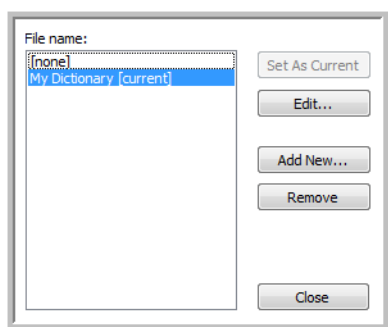 File name:
[none]
My Dictionary [current]
Set As Current
Edit...
Add New...
Remove
Close